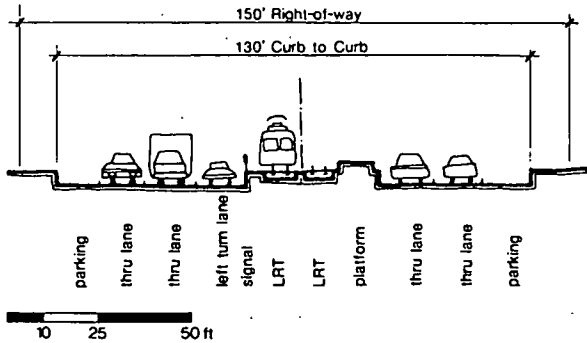 150' Right-of-way
130' Curb to Curb
parking
thru lane
thru lane
left turn lane
signal
LRT
LRT
platform
thru lane
thru lane
parking
10 25 50 ft